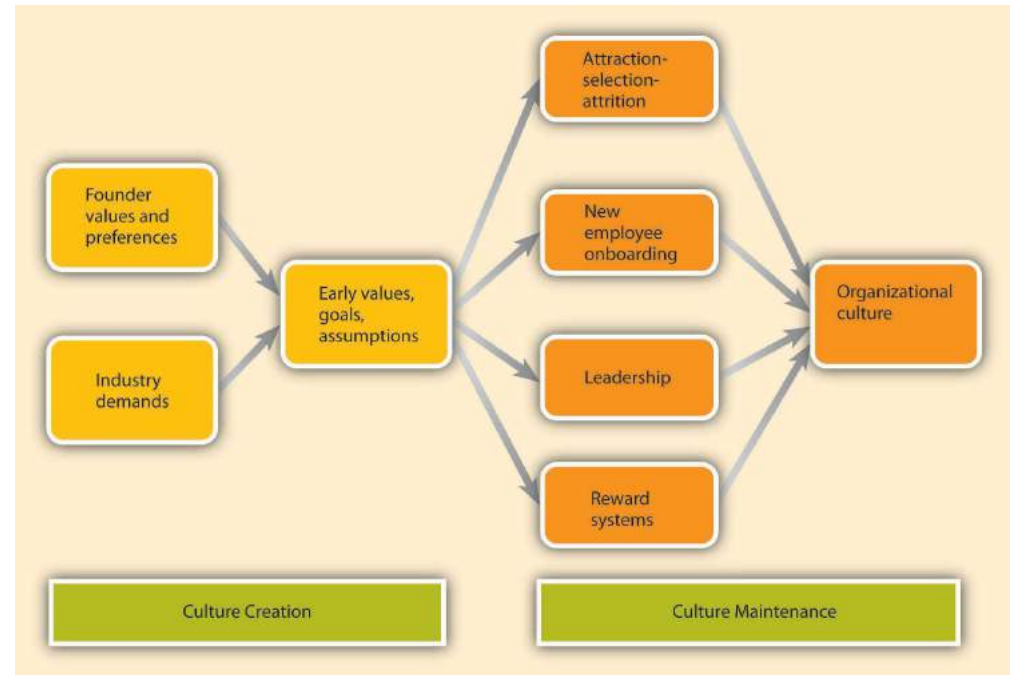 Founder
values and
preferences
Industry
demands
Early values,
goals,
assumptions
Attraction-
selection-
attrition
New
employee
onboarding
Leadership
Reward
systems
Organizational
culture
Culture Creation
Culture Maintenance